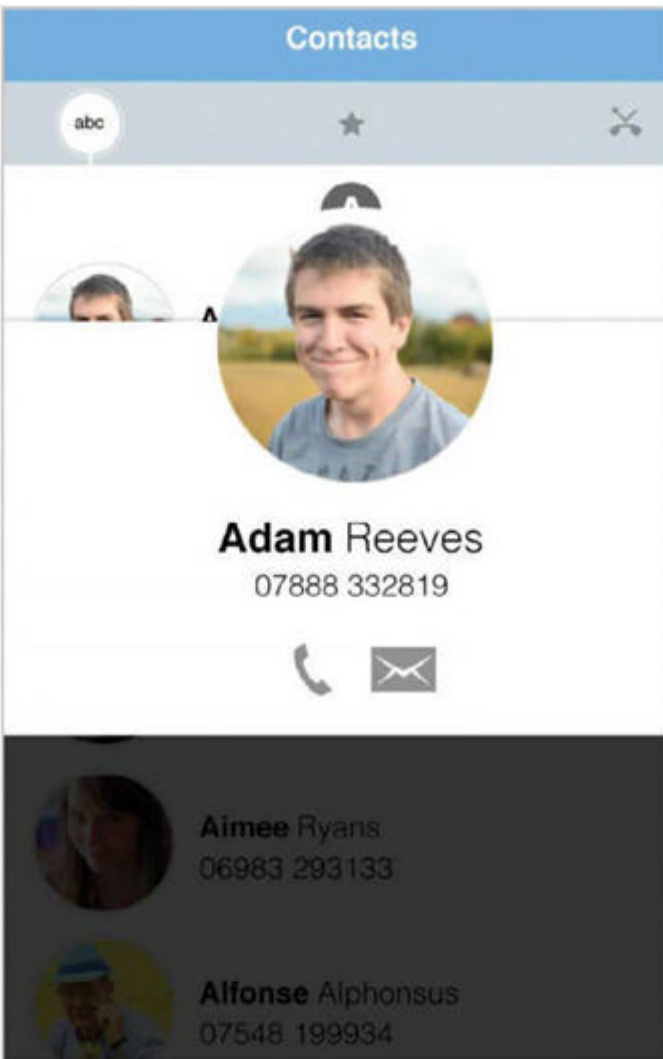 Contacts
abc
A
A
Adam Reeves
07888 332819
Aimee Ryans
06983 293133
Alfonse Alphonsus
07548 199934